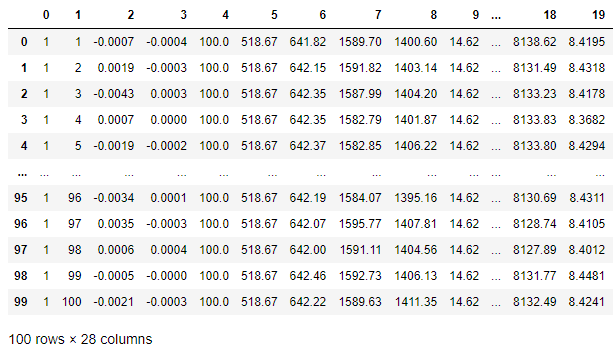 0 1 2 3 4 5 6 7 8 9 ... 18 19
0 1 1 -0.0007 -0.0004 100.0 518.67 641.82 1589.70 1400.60 14.62 ... 8138.62 8.4195
1 1 2 0.0019 -0.0003 100.0 518.67 642.15 1591.82 1403.14 14.62 ... 8131.49 8.4318
2 1 3 -0.0043 0.0003 100.0 518.67 642.35 1587.99 1404.20 14.62 ... 8133.23 8.4178
3 1 4 0.0007 0.0000 100.0 518.67 642.35 1582.79 1401.87 14.62 ... 8133.83 8.3682
4 1 5 -0.0019 -0.0002 100.0 518.67 642.37 1582.85 1406.22 14.62 ... 8133.80 8.4294
... ... ... ... ... ... ... ... ... ... ... ... ... ...
95 1 96 -0.0034 0.0001 100.0 518.67 642.19 1584.07 1395.16 14.62 ... 8130.69 8.4311
96 1 97 0.0035 -0.0003 100.0 518.67 642.07 1595.77 1407.81 14.62 ... 8128.74 8.4105
97 1 98 0.0006 0.0004 100.0 518.67 642.00 1591.11 1404.56 14.62 ... 8127.89 8.4012
98 1 99 -0.0005 -0.0000 100.0 518.67 642.46 1592.73 1406.13 14.62 ... 8131.77 8.4481
99 1 100 -0.0021 -0.0003 100.0 518.67 642.22 1589.63 1411.35 14.62 ... 8132.49 8.4241
100 rows × 28 columns